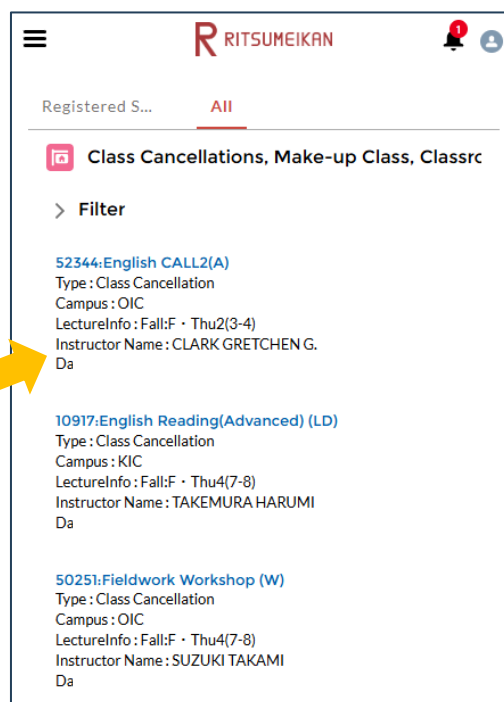 RITSUMEIKAN
1
Registered S...
All
Class Cancellations, Make-up Class, Classrc
Filter
52344:English CALL2(A)
Type : Class Cancellation
Campus : OIC
LectureInfo : Fall:F・Thu2(3-4)
Instructor Name : CLARK GRETCHEN G.
Da
10917:English Reading(Advanced) (LD)
Type : Class Cancellation
Campus : KIC
LectureInfo : Fall:F・Thu4(7-8)
Instructor Name : TAKEMURA HARUMI
Da
50251:Fieldwork Workshop (W)
Type : Class Cancellation
Campus : OIC
LectureInfo : Fall:F・Thu4(7-8)
Instructor Name : SUZUKI TAKAMI
Da